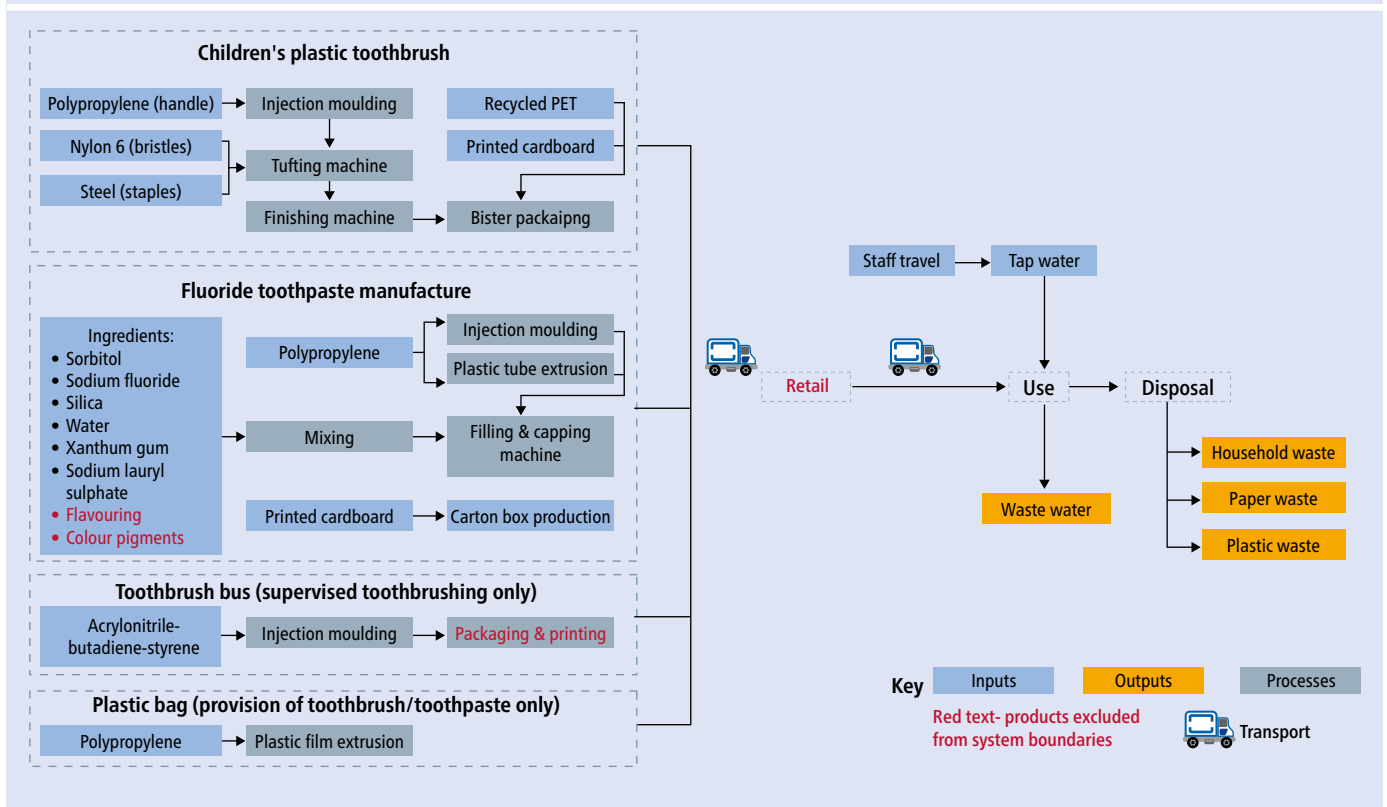 Children's plastic toothbrush
Polypropylene (handle)
Injection moulding
Recycled PET
Nylon 6 (bristles)
Printed cardboard
Tufting machine
Steel (staples)
Finishing machine
Bister packaipng
Fluoride toothpaste manufacture
Ingredients:
• Sorbitol
• Sodium fluoride
• Silica
• Water
• Xanthum gum
• Sodium lauryl
sulphate
• Flavouring
• Colour pigments
Polypropylene
Injection moulding
Plastic tube extrusion
Mixing
Filling & capping
machine
Printed cardboard
Carton box production
Toothbrush bus (supervised toothbrushing only)
Acrylonitrile-
butadiene-styrene
Injection moulding
Packaging & printing
Plastic bag (provision of toothbrush/toothpaste only)
Polypropylene
Plastic film extrusion
Retail
Staff travel
Tap water
Use
Disposal
Waste water
Household waste
Paper waste
Plastic waste
Key
Inputs
Outputs
Processes
Red text- products excluded
from system boundaries
Transport